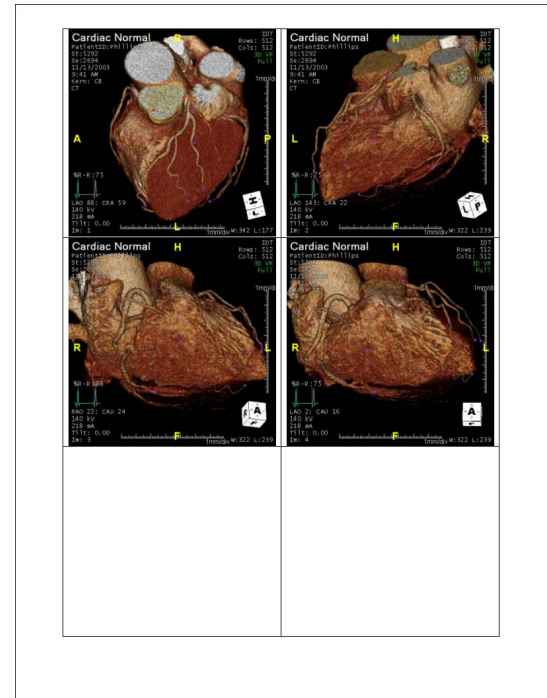 Cardiac Normal
PatientID:Phillips
St:5292
Se:2694
11/13/2003
9:41 AM
Kern: CB
CT
R
IDT
Rows: 512
Cols: 512
3D VR
Full
1mm/d
A
P
%R-R:75
LAO 88: CRA 59
140 kV
218 mA
Tilt: 0.00
Im: 1
L
H
L
1mm/div W:342 L:177
Cardiac Normal
PatientID:Phillips
St:5292
Se:2694
11/13/2003
9:41 AM
Kern: CB
CT
H
IDT
Rows: 512
Cols: 512
3D VR
Full
1mm/d
L
R
%R-R:75
LAO 143: CRA 22
140 kV
218 mA
Tilt: 0.00
Im: 2
F
L P
1mm/div W:322 L:239
Cardiac Normal
PatientID:Phillips
H
IDT
Rows: 512
Cols: 512
3D VR
Full
1mm/d
R
L
RAO 22: CAU 24
140 kV
218 mA
Tilt: 0.00
Im: 3
F
A
1mm/div W:322 L:239
Cardiac Normal
PatientID:Phillips
H
IDT
Rows: 512
Cols: 512
3D VR
Full
1mm/d
R
L
%R-R:75
LAO 2: CAU 16
140 kV
218 mA
Tilt: 0.00
Im: 4
F
A
1mm/div W:322 L:239